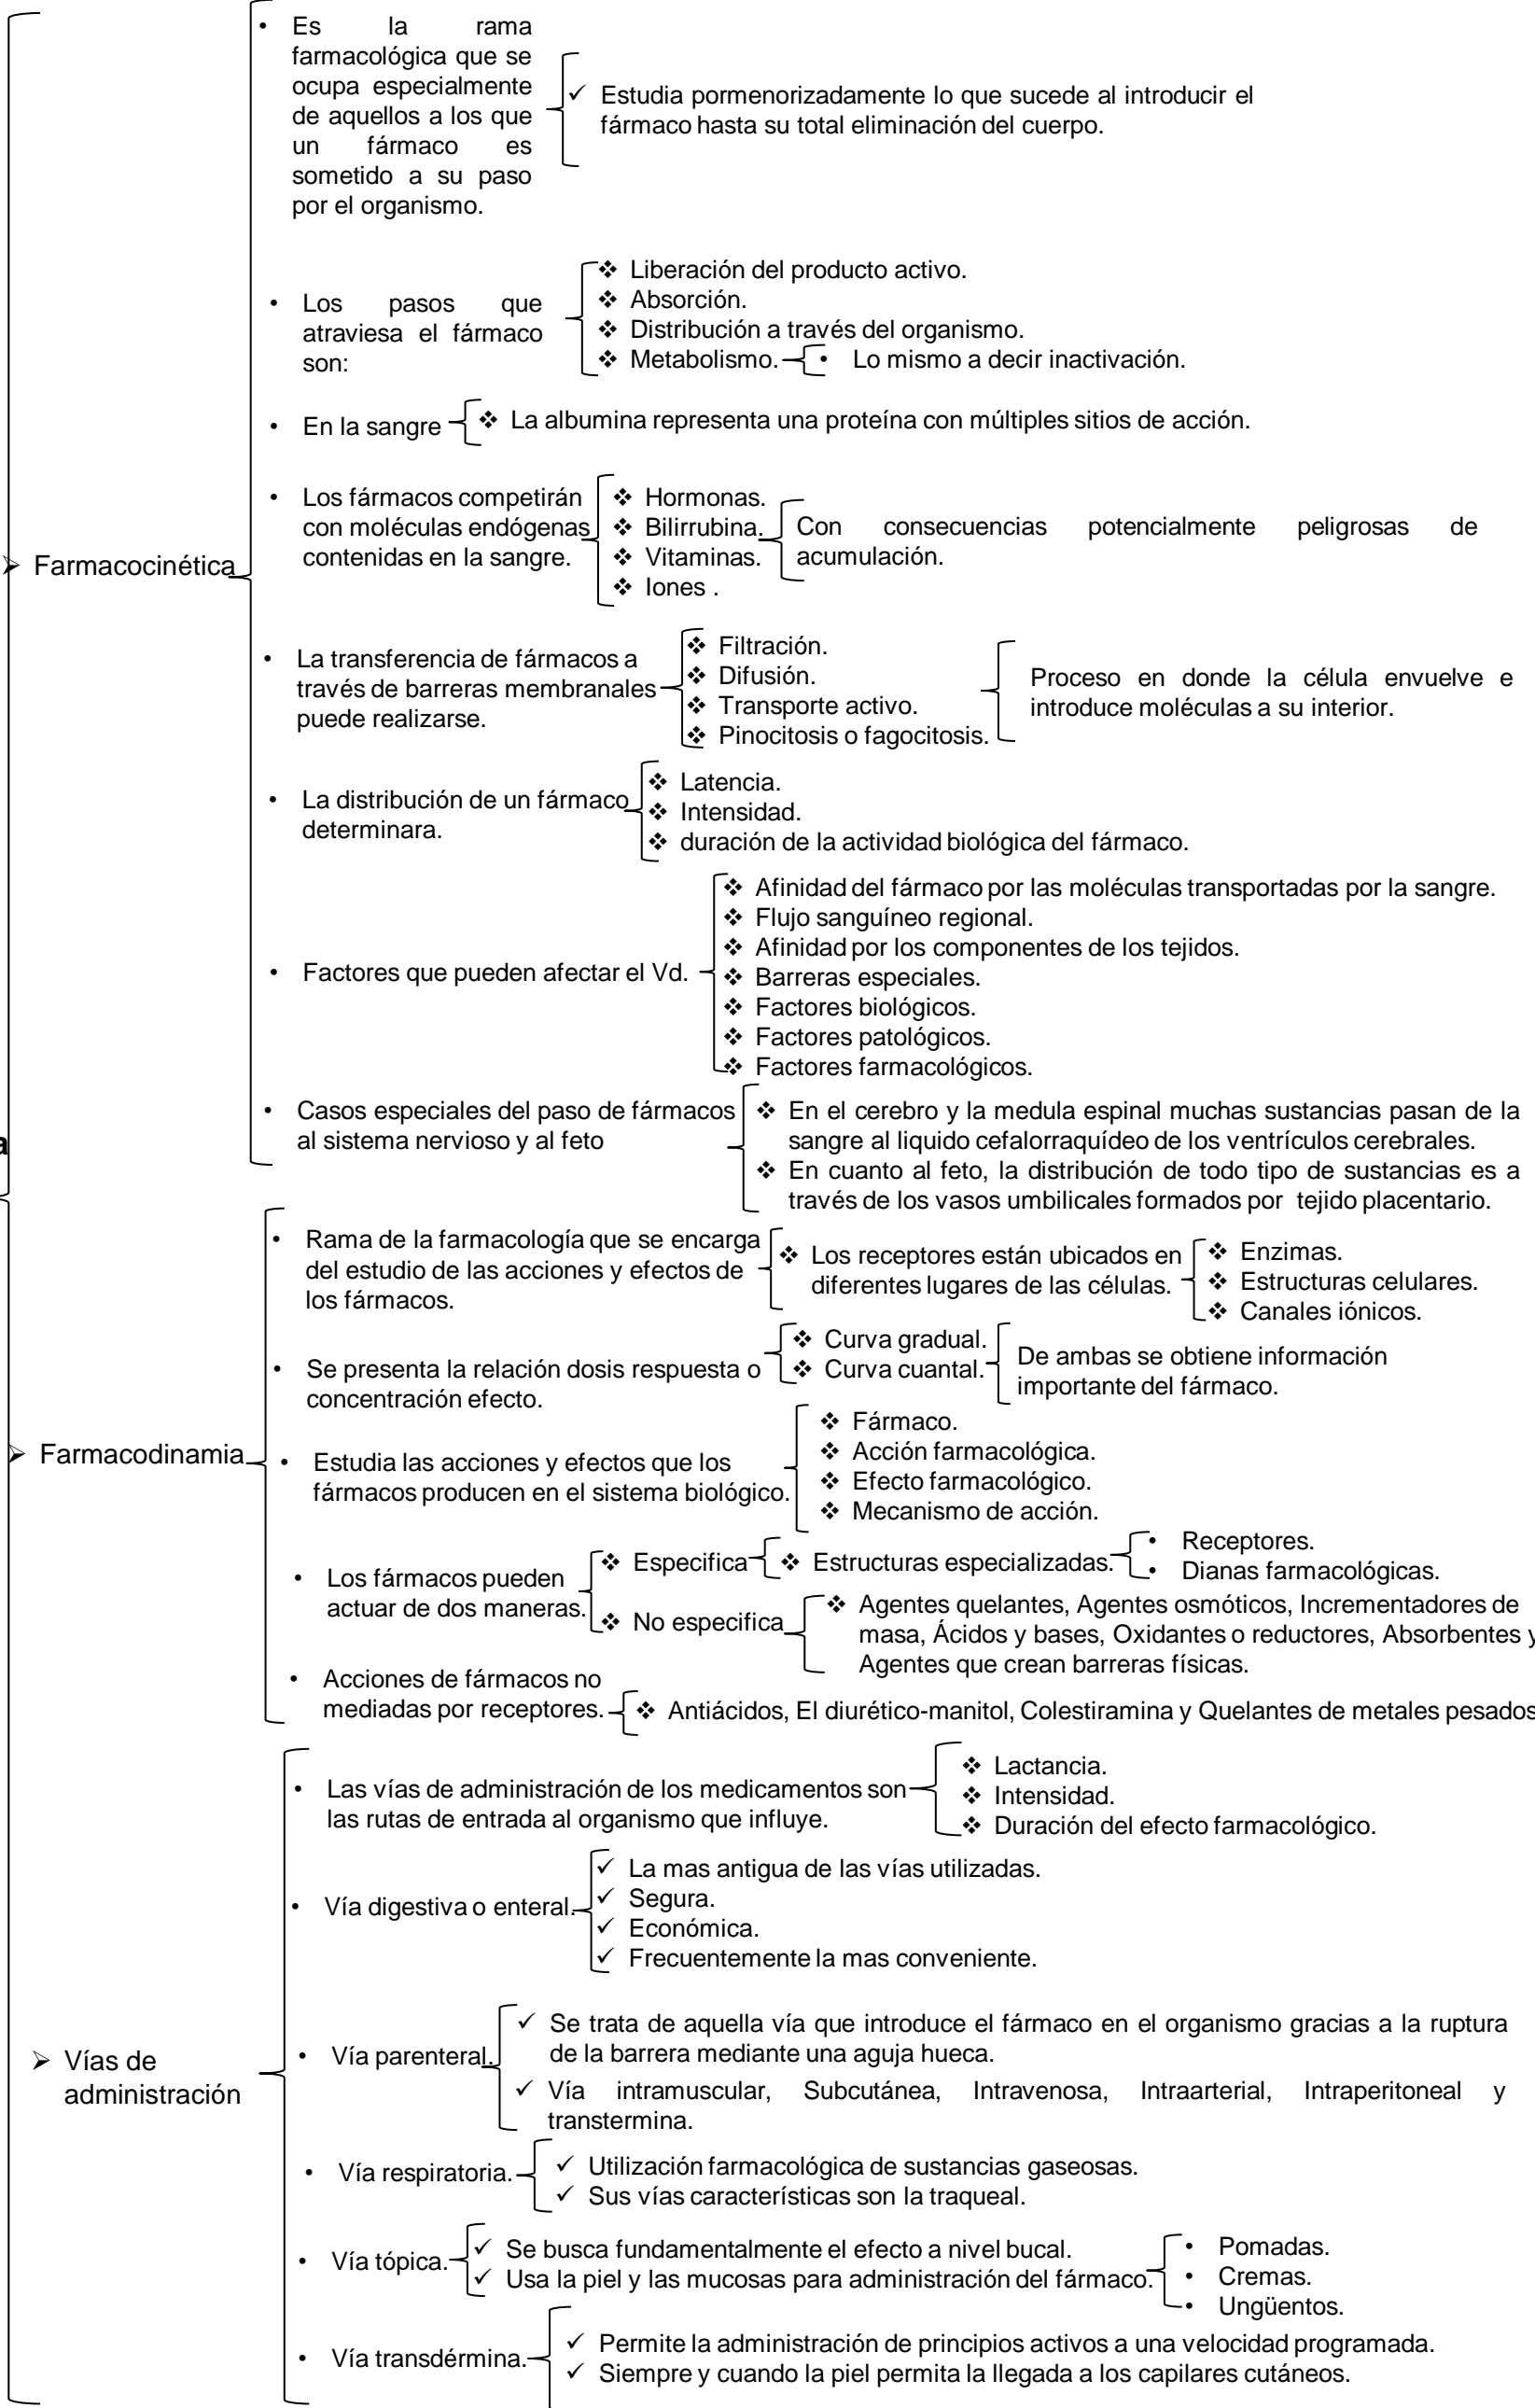 Es la rama
farmacológica que se
ocupa especialmente
de aquellos a los que
un fármaco es
sometido a su paso
por el organismo.
Estudia pormenorizadamente lo que sucede al introducir el
fármaco hasta su total eliminación del cuerpo.
Los pasos que
atraviesa el fármaco
son:
Liberación del producto activo.
Absorción.
Distribución a través del organismo.
Metabolismo.
Lo mismo a decir inactivación.
En la sangre
La albumina representa una proteína con múltiples sitios de acción.
Farmacocinética
Los fármacos competirán
con moléculas endógenas
contenidas en la sangre.
Hormonas.
Bilirrubina.
Vitaminas.
Iones .
Con consecuencias potencialmente peligrosas de
acumulación.
La transferencia de fármacos a
través de barreras membranales
puede realizarse.
Filtración.
Difusión.
Transporte activo.
Pinocitosis o fagocitosis.
Proceso en donde la célula envuelve e
introduce moléculas a su interior.
La distribución de un fármaco
determinara.
Latencia.
Intensidad.
duración de la actividad biológica del fármaco.
Factores que pueden afectar el Vd.
Afinidad del fármaco por las moléculas transportadas por la sangre.
Flujo sanguíneo regional.
Afinidad por los componentes de los tejidos.
Barreras especiales.
Factores biológicos.
Factores patológicos.
Factores farmacológicos.
Casos especiales del paso de fármacos
al sistema nervioso y al feto
En el cerebro y la medula espinal muchas sustancias pasan de la
sangre al liquido cefalorraquídeo de los ventrículos cerebrales.
En cuanto al feto, la distribución de todo tipo de sustancias es a
través de los vasos umbilicales formados por tejido placentario.
a
Farmacodinamia
Rama de la farmacología que se encarga
del estudio de las acciones y efectos de
los fármacos.
Los receptores están ubicados en
diferentes lugares de las células.
Enzimas.
Estructuras celulares.
Canales iónicos.
Se presenta la relación dosis respuesta o
concentración efecto.
Curva gradual.
Curva cuantal.
De ambas se obtiene información
importante del fármaco.
Estudia las acciones y efectos que los
fármacos producen en el sistema biológico.
Fármaco.
Acción farmacológica.
Efecto farmacológico.
Mecanismo de acción.
Los fármacos pueden
actuar de dos maneras.
Especifica
Estructuras especializadas.
Receptores.
Dianas farmacológicas.
No especifica
Agentes quelantes, Agentes osmóticos, Incrementadores de
masa, Ácidos y bases, Oxidantes o reductores, Absorbentes y
Agentes que crean barreras físicas.
Acciones de fármacos no
mediadas por receptores.
Antiácidos, El diurético-manitol, Colestiramina y Quelantes de metales pesados
Vías de
administración
Las vías de administración de los medicamentos son
las rutas de entrada al organismo que influye.
Lactancia.
Intensidad.
Duración del efecto farmacológico.
Vía digestiva o enteral.
La mas antigua de las vías utilizadas.
Segura.
Económica.
Frecuentemente la mas conveniente.
Vía parenteral.
Se trata de aquella vía que introduce el fármaco en el organismo gracias a la ruptura
de la barrera mediante una aguja hueca.
Vía intramuscular, Subcutánea, Intravenosa, Intraarterial, Intraperitoneal y
transtermina.
Vía respiratoria.
Utilización farmacológica de sustancias gaseosas.
Sus vías características son la traqueal.
Vía tópica.
Se busca fundamentalmente el efecto a nivel bucal.
Usa la piel y las mucosas para administración del fármaco.
Pomadas.
Cremas.
Ungüentos.
Vía transdérmina.
Permite la administración de principios activos a una velocidad programada.
Siempre y cuando la piel permita la llegada a los capilares cutáneos.